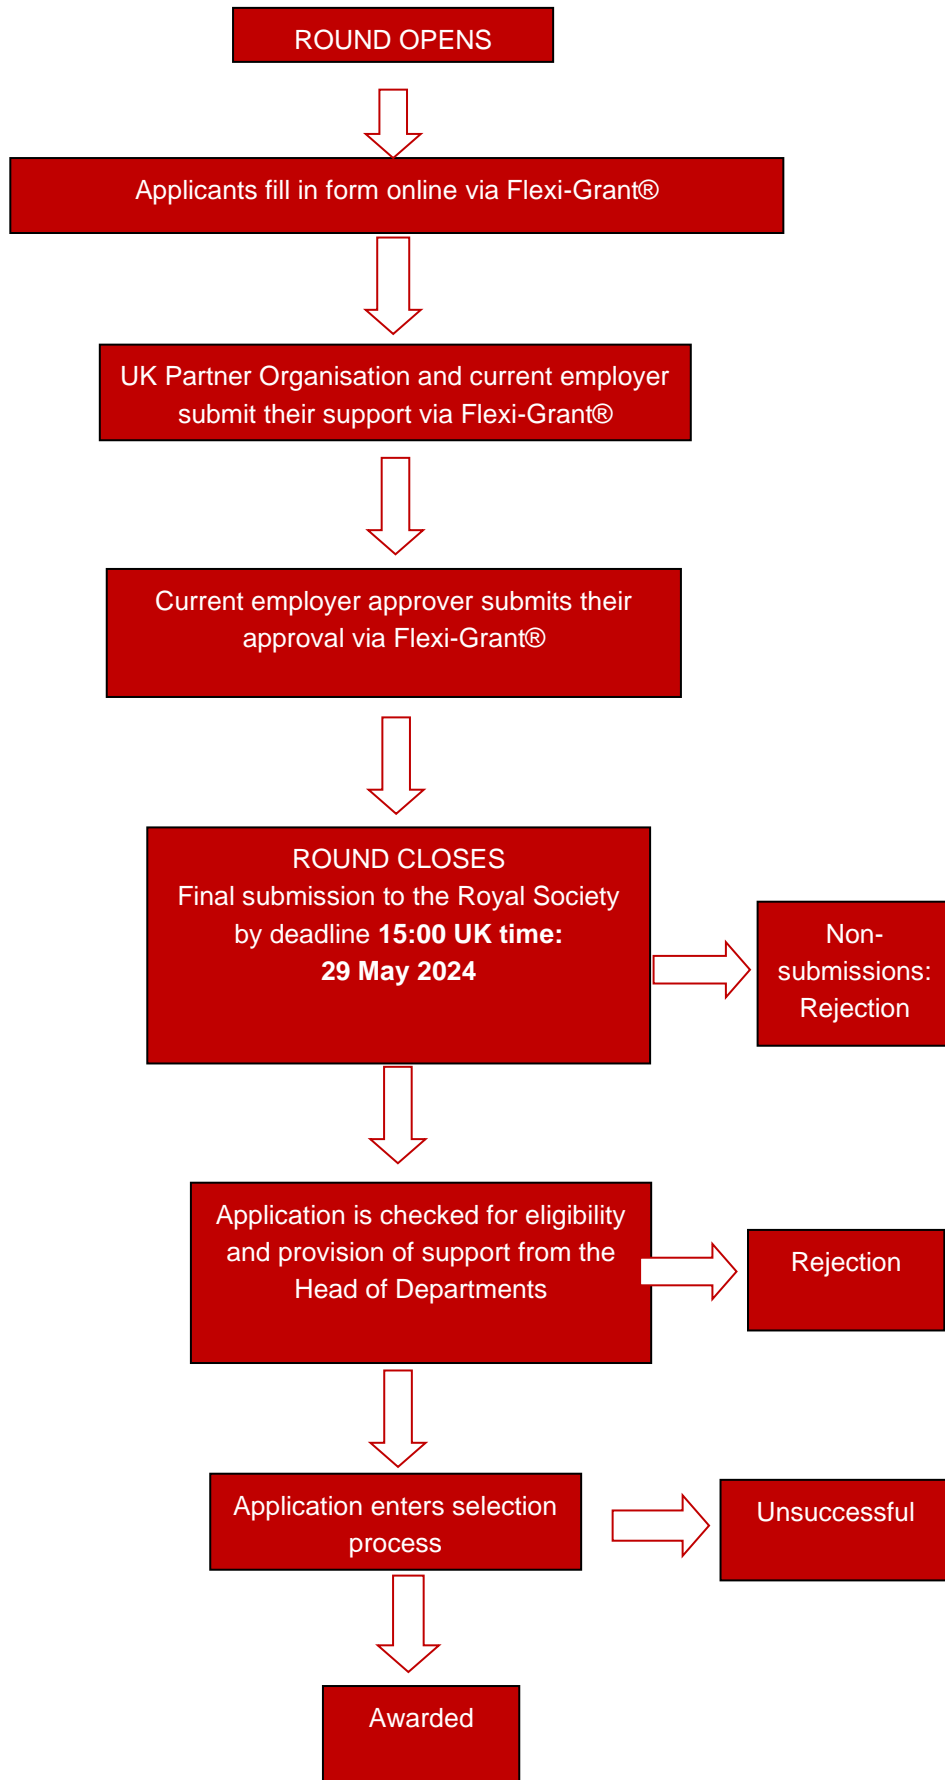 ROUND OPENS
Applicants fill in form online via Flexi-Grant®
UK Partner Organisation and current employer
submit their support via Flexi-Grant®
Current employer approver submits their
approval via Flexi-Grant®
ROUND CLOSES
Final submission to the Royal Society
by deadline 15:00 UK time:
29 May 2024
Non-
submissions:
Rejection
Application is checked for eligibility
and provision of support from the
Head of Departments
Rejection
Application enters selection
process
Unsuccessful
Awarded